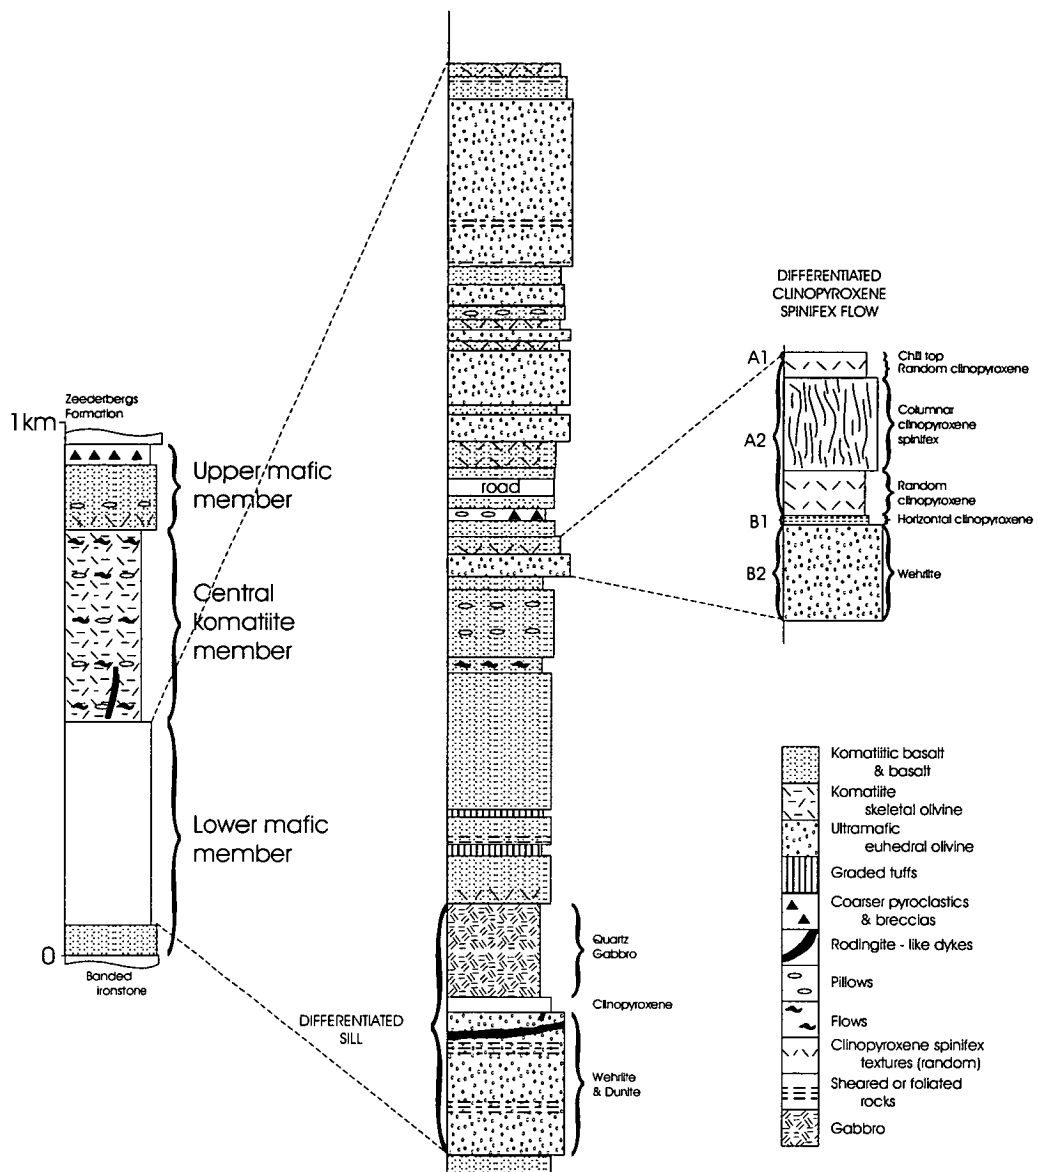 Zeederbergs
Formation
1km
Upper mafic
member
Central
komatiite
member
Lower mafic
member
0
Banded
ironstone
road
DIFFERENTIATED
SILL
Quartz
Gabbro
Clinopyroxene
Wehrlite
& Dunite
DIFFERENTIATED
CLINOPYROXENE
SPINIFEX FLOW
A1
Chill top
Random clinopyroxene
A2
Columnar
clinopyroxene
spinifex
Random
clinopyroxene
B1
Horizontal clinopyroxene
B2
Wehrlite
Komatiitic basalt
& basalt
Komatiite
skeletal olivine
Ultramafic
euhedral olivine
Graded tuffs
Coarser pyroclastics
& breccias
Rodingite - like dykes
Pillows
Flows
Clinopyroxene spinifex
textures (random)
Sheared or foliated
rocks
Gabbro